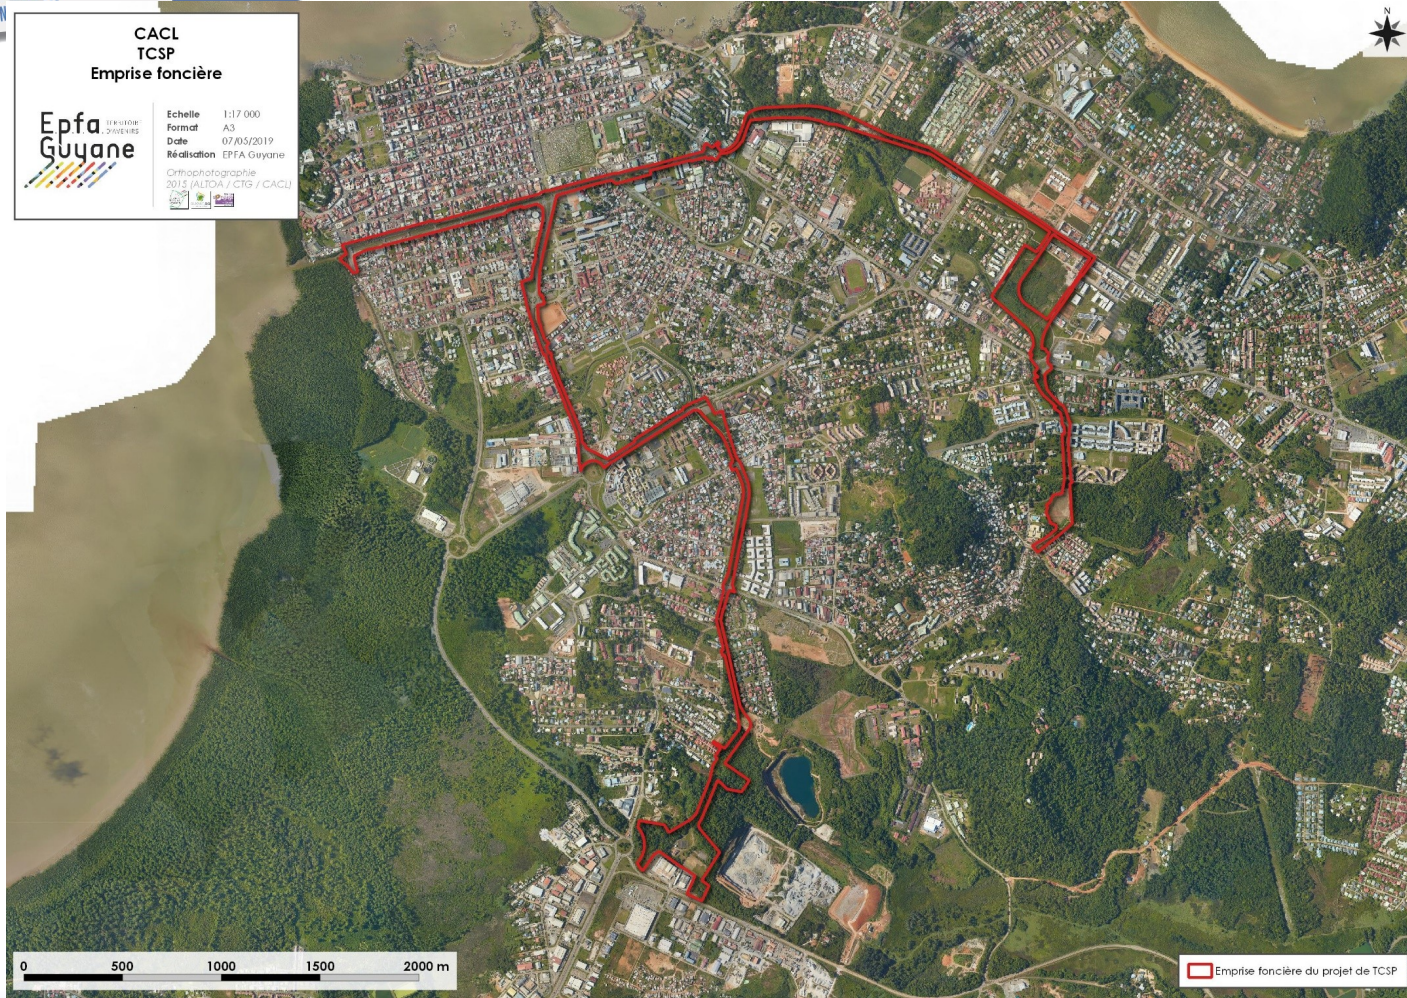 CACL
TCSP
Emprise foncière
Epfa
Guyane
TERRITOIRE
D'AVENIRS
Echelle 1:17 000
Format A3
Date 07/05/2019
Réalisation EPFA Guyane
Orthophotographie
2015 (ALTOA / CTG / CACL)
N
0 500 1000 1500 2000 m
Emprise foncière du projet de TCSP